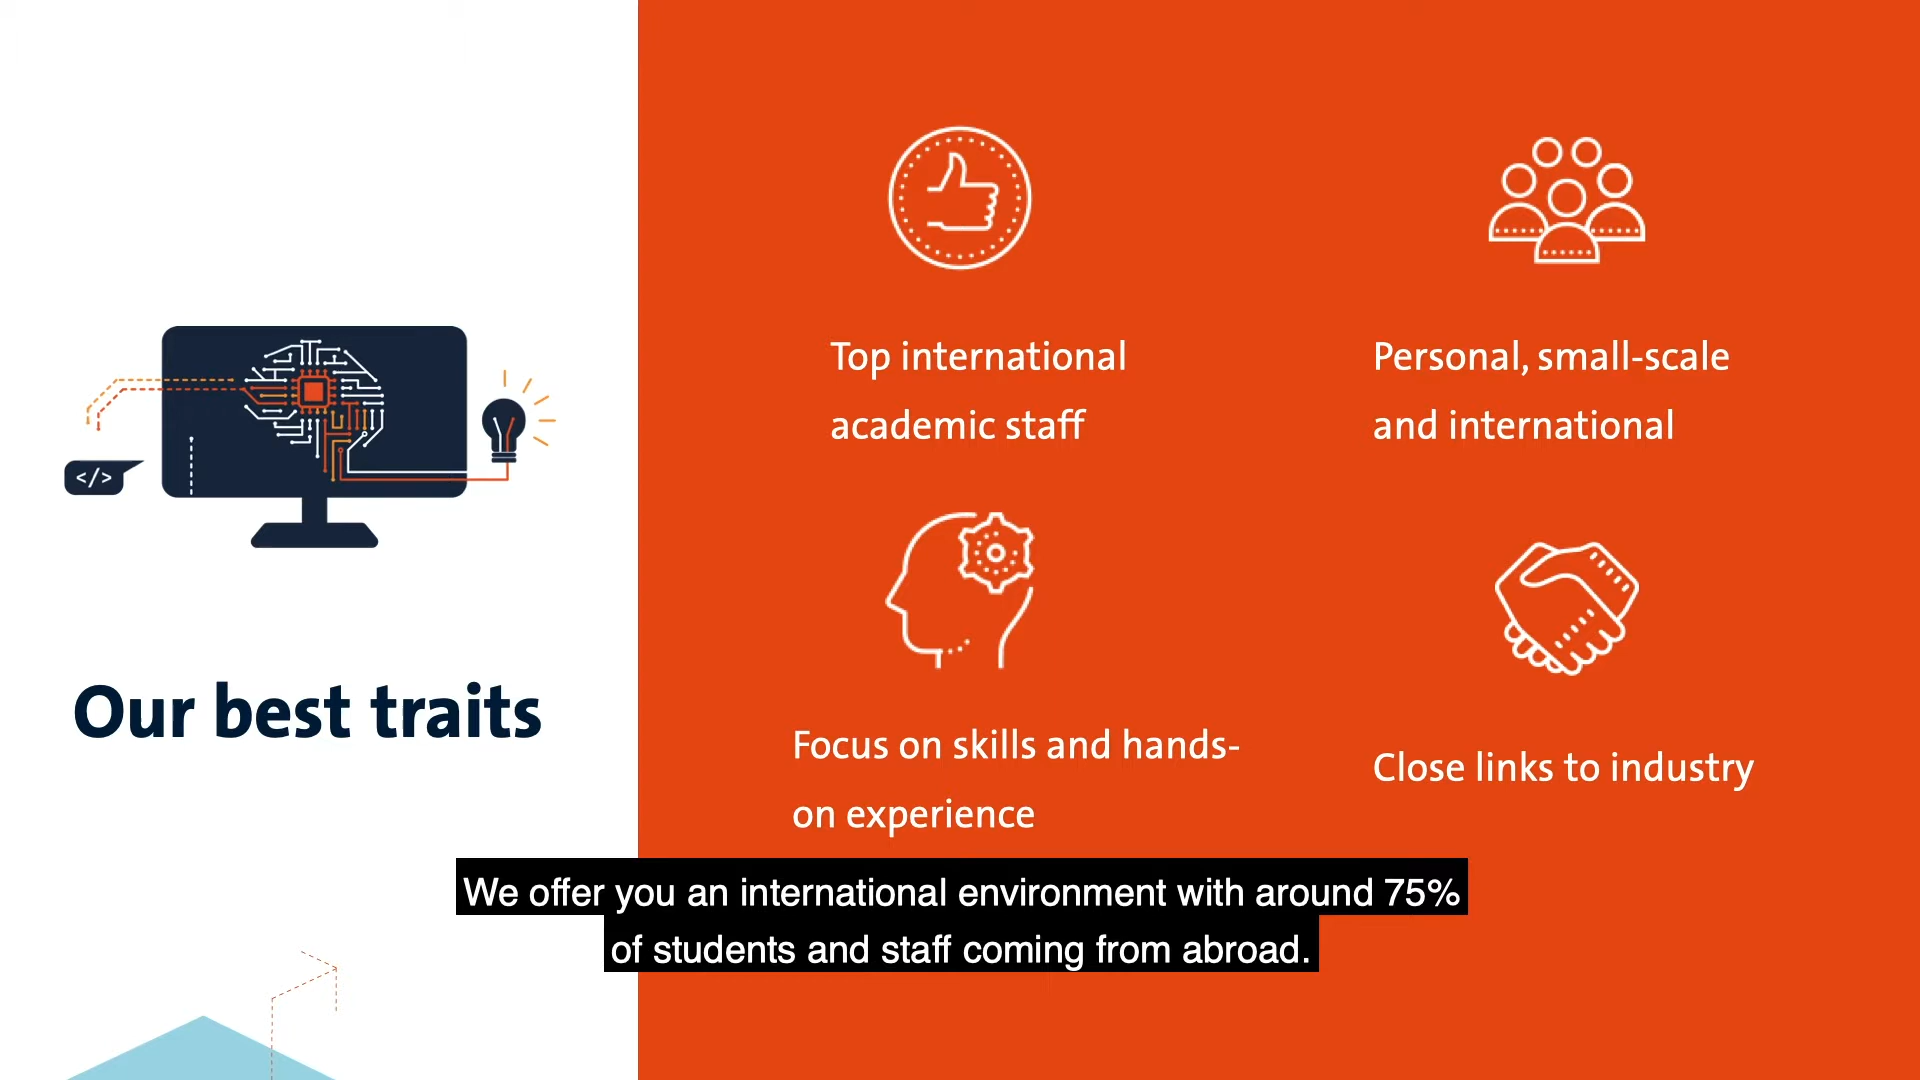 </>
Our best traits
Top international
academic staff
Personal, small-scale
and international
Focus on skills and hands-
on experience
Close links to industry
We offer you an international environment with around 75%
of students and staff coming from abroad.